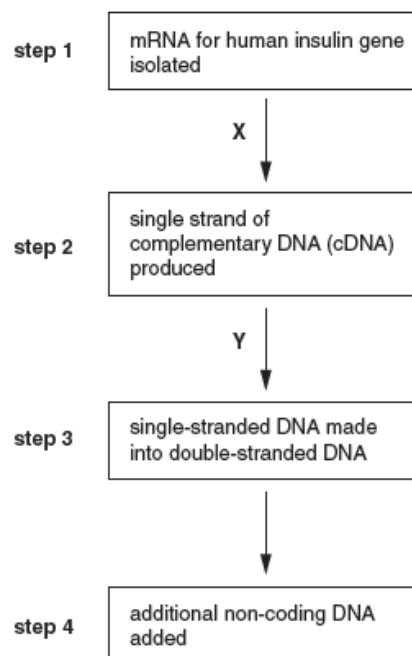 step 1
mRNA for human insulin gene
isolated
X
step 2
single strand of
complementary DNA (cDNA)
produced
Y
step 3
single-stranded DNA made
into double-stranded DNA
step 4
additional non-coding DNA
added